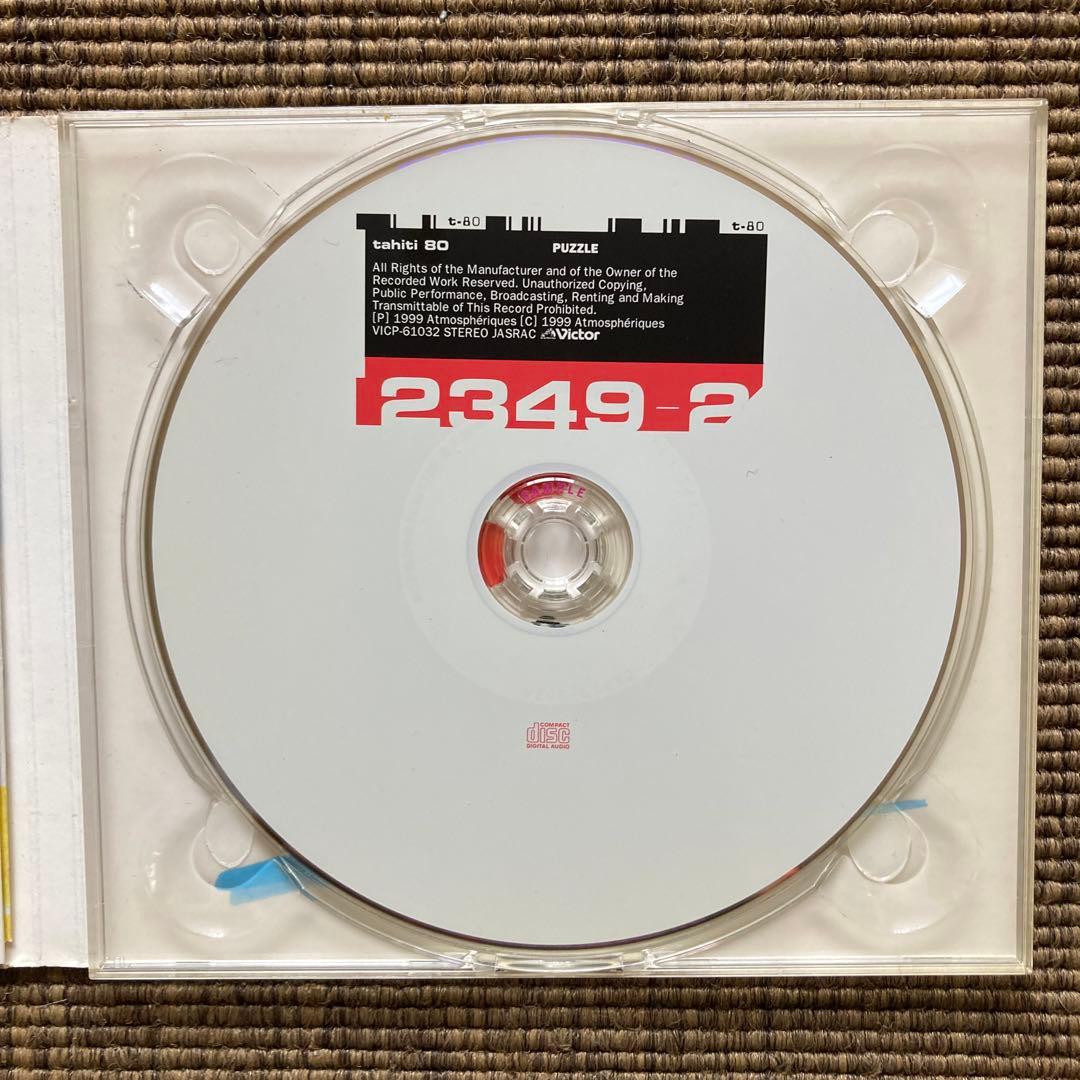 t-80
t-80
tahiti 80 PUZZLE
All Rights of the Manufacturer and of the Owner of the
Recorded Work Reserved. Unauthorized Copying,
Public Performance, Broadcasting, Renting and Making
Transmittable of This Record Prohibited.
[P] 1999 Atmosphériques [C] 1999 Atmosphériques
VICP-61032 STEREO JASRAC Victor
2349-2
SAMPLE
COMPACT
disc
DIGITAL AUDIO